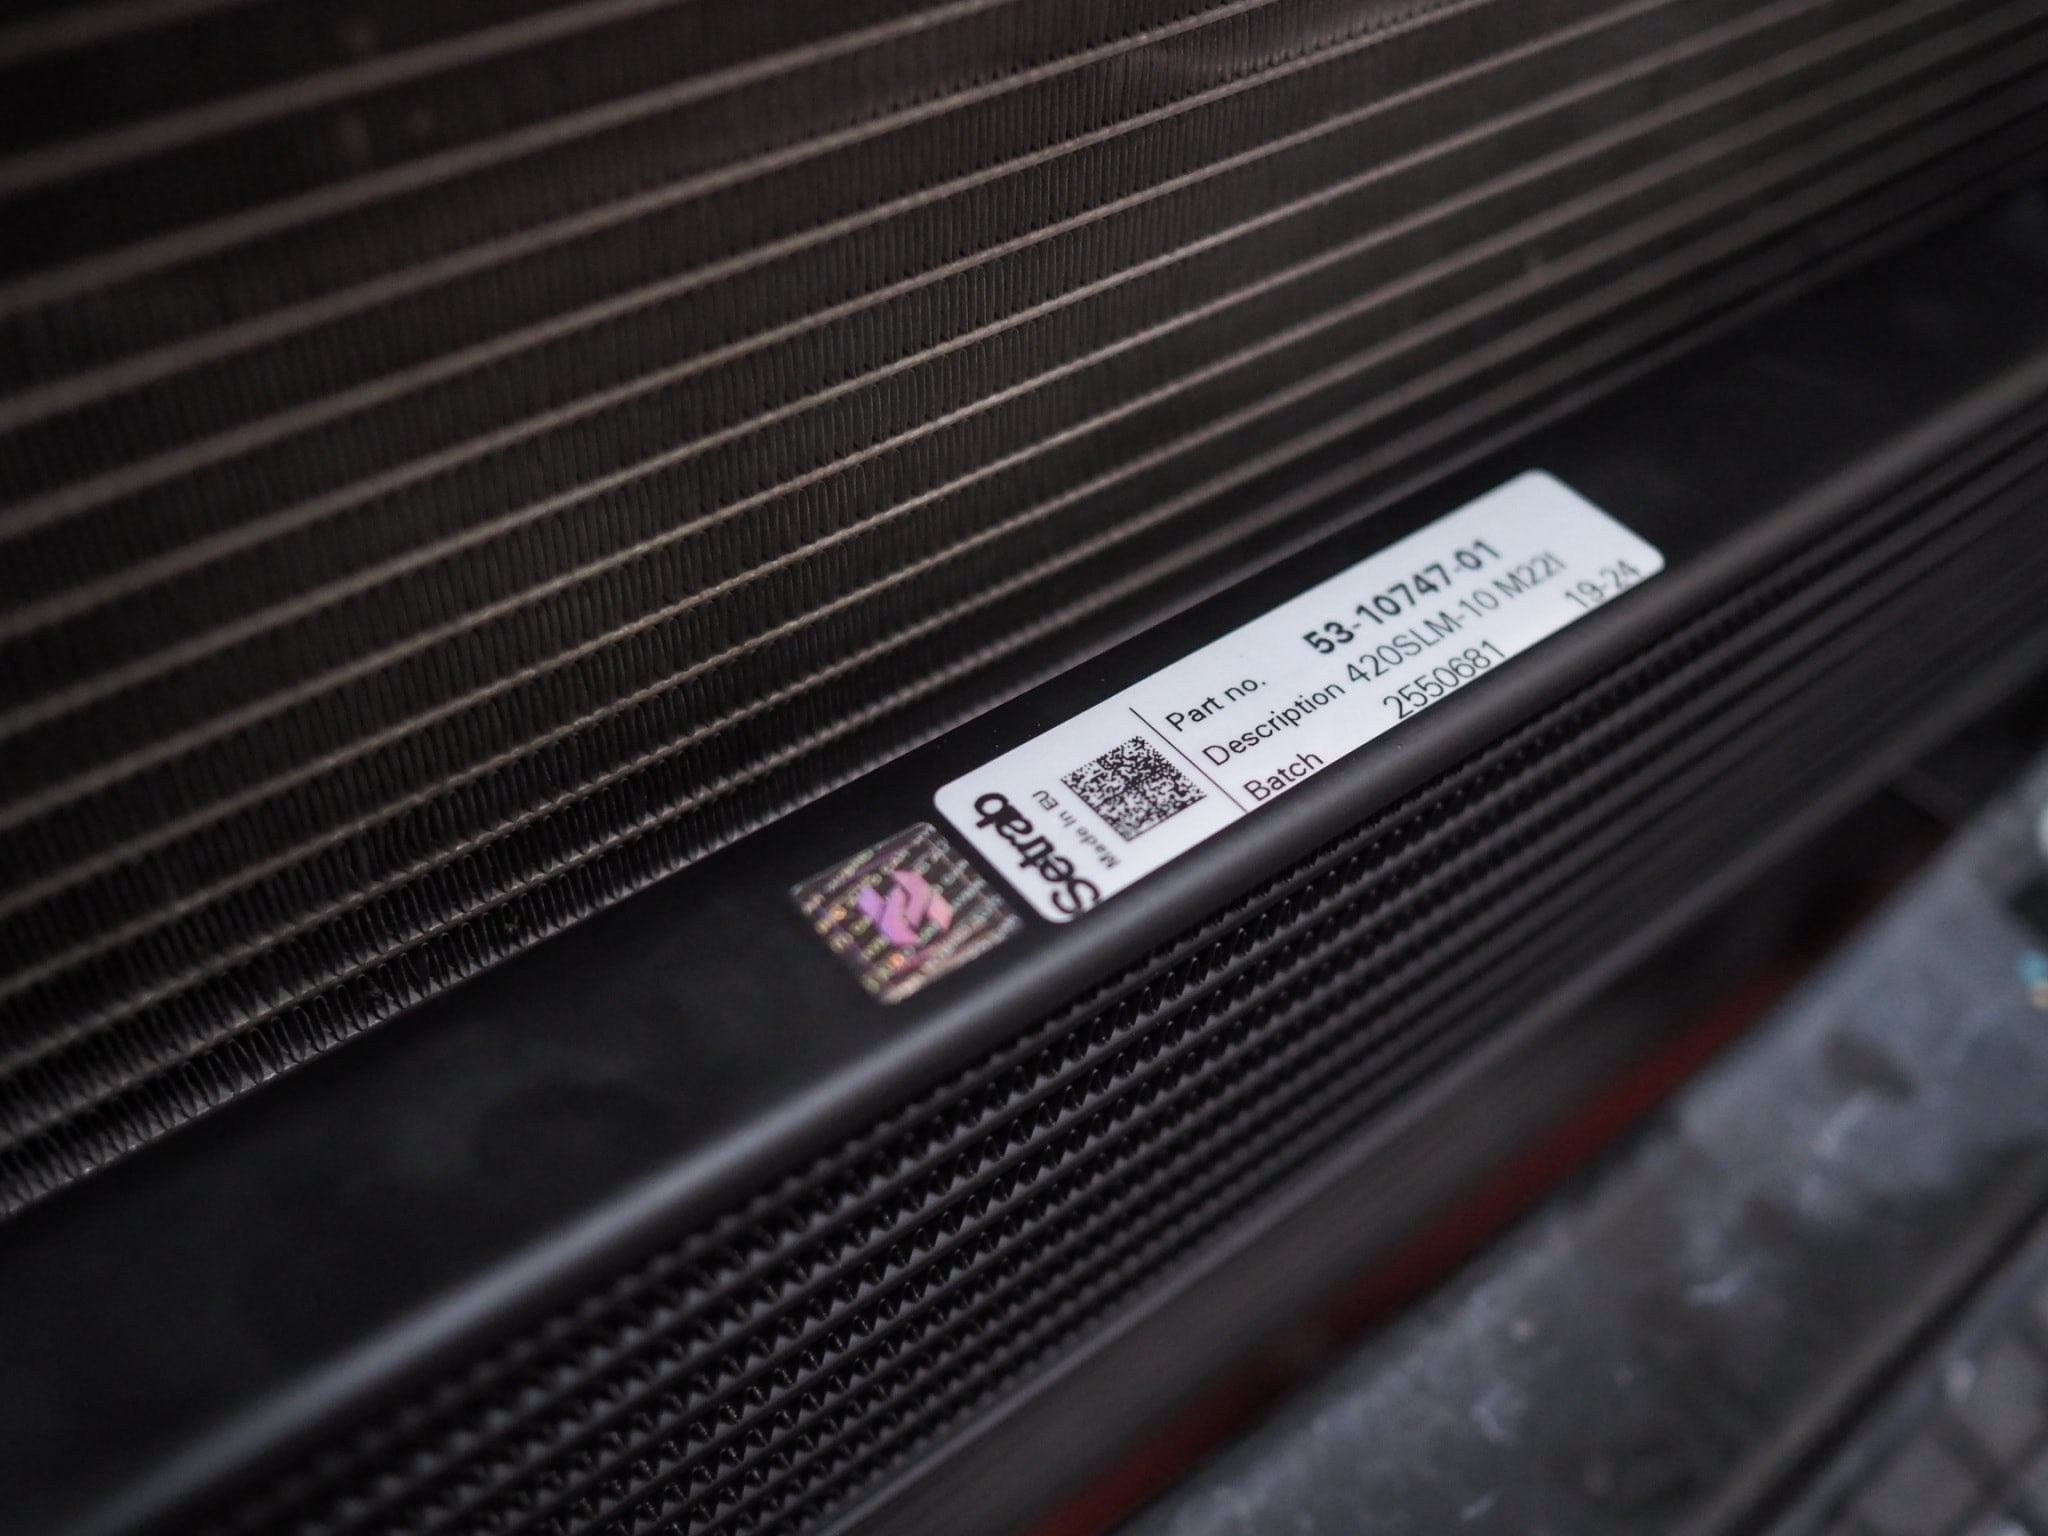 Setrab
Made In EU
Part no. 53-10747-01
Description 420SLM-10 M22I
Batch 2550681 19-24